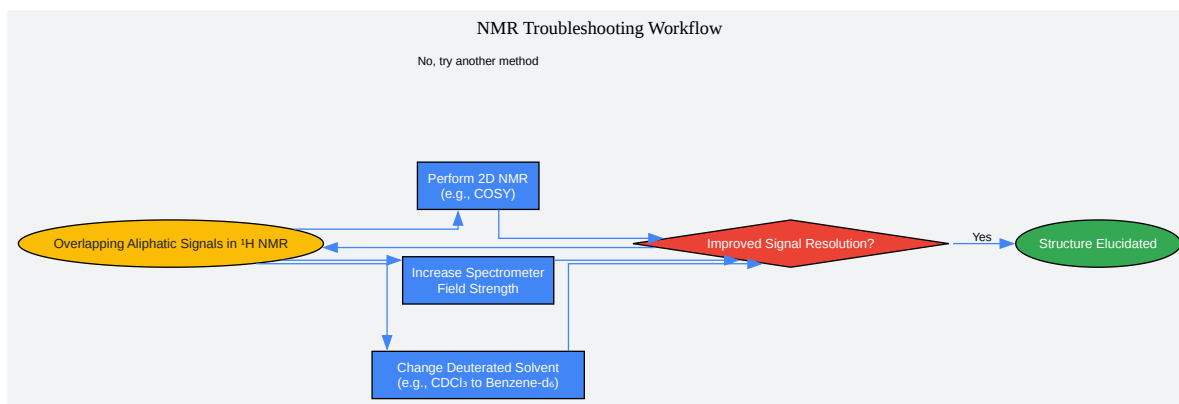 NMR Troubleshooting Workflow
No, try another method
Perform 2D NMR
(e.g., COSY)
Overlapping Aliphatic Signals in ¹H NMR
Improved Signal Resolution?
Yes
Structure Elucidated
Increase Spectrometer
Field Strength
Change Deuterated Solvent
(e.g., CDCl₃ to Benzene-d₆)